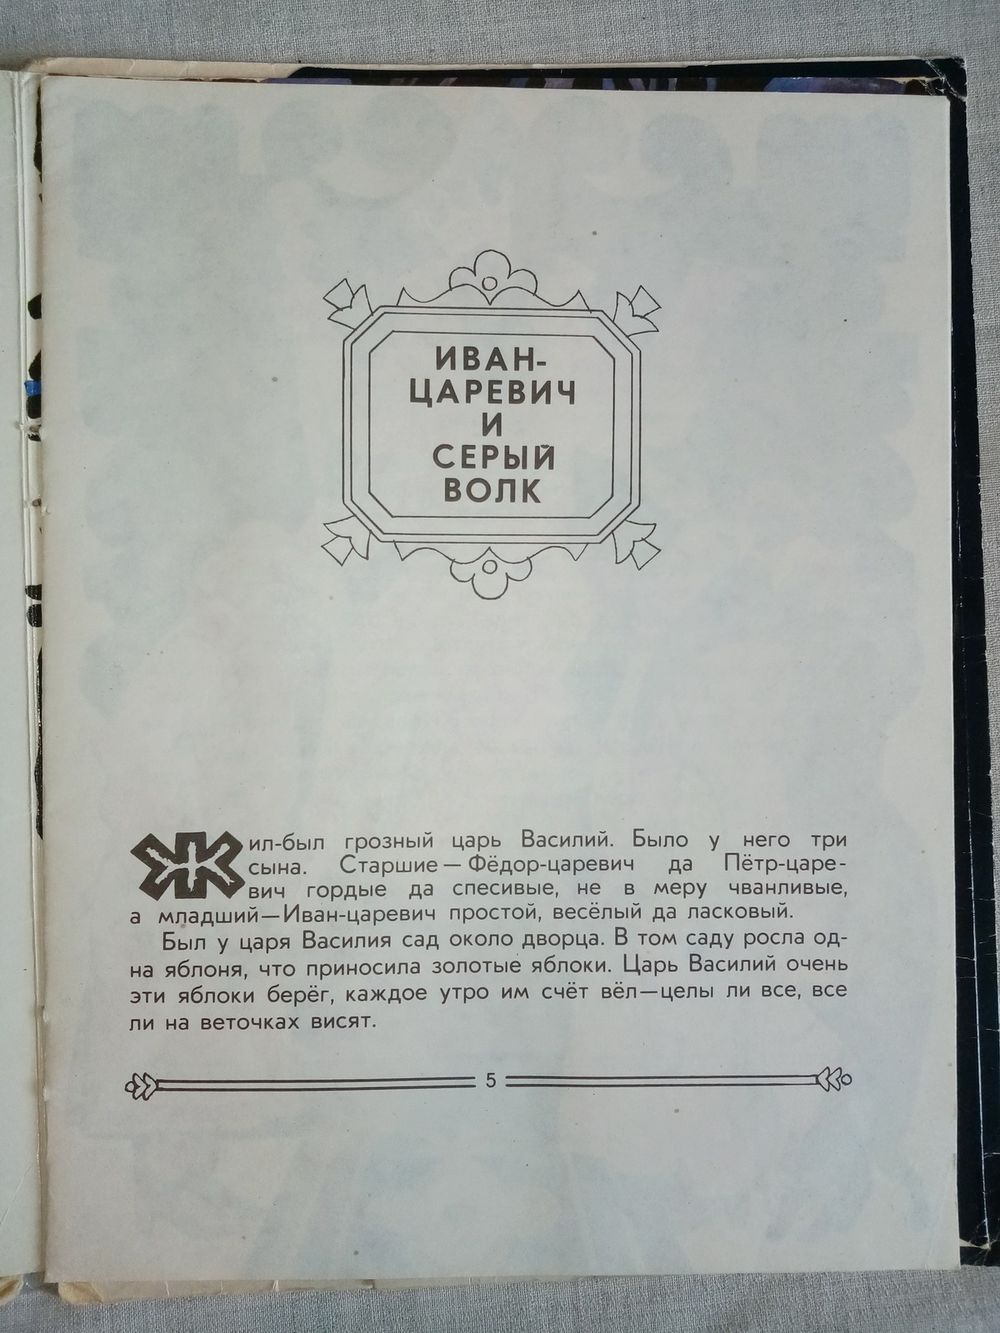 ИВАН-
ЦАРЕВИЧ
И
СЕРЫЙ
ВОЛК
Жил-был грозный царь Василий. Было у него три
сына. Старшие — Фёдор-царевич да Пётр-царе-
вич гордые да спесивые, не в меру чванливые,
а младший — Иван-царевич простой, весёлый да ласковый.
Был у царя Василия сад около дворца. В том саду росла од-
на яблоня, что приносила золотые яблоки. Царь Василий очень
эти яблоки берёг, каждое утро им счёт вёл — целы ли все, все
ли на веточках висят.
5